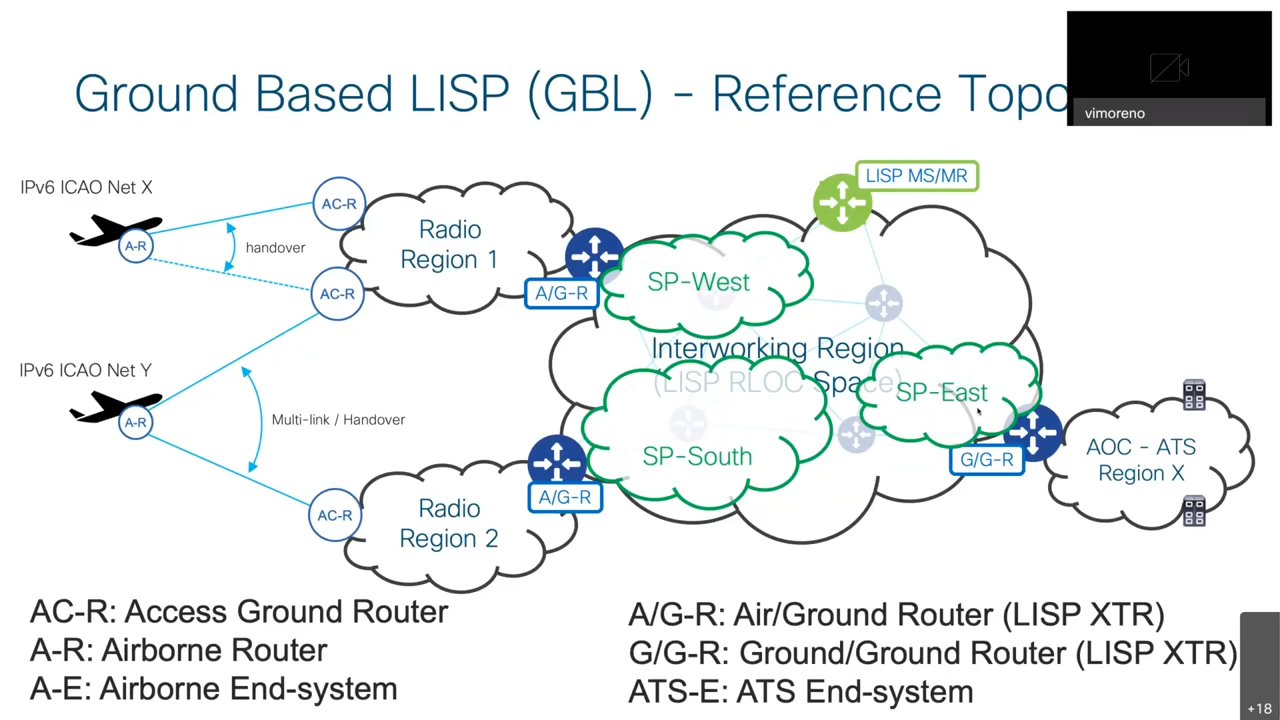 Ground Based LISP (GBL) - Reference Topo
vimoreno
IPv6 ICAO Net X
A-R
AC-R
handover
AC-R
Radio
Region 1
A/G-R
LISP MS/MR
SP-West
Interworking Region
(LISP RLOC Space)
SP-East
SP-South
IPv6 ICAO Net Y
A-R
Multi-link / Handover
AC-R
Radio
Region 2
A/G-R
G/G-R
AOC - ATS
Region X
AC-R: Access Ground Router
A-R: Airborne Router
A-E: Airborne End-system
A/G-R: Air/Ground Router (LISP XTR)
G/G-R: Ground/Ground Router (LISP XTR)
ATS-E: ATS End-system
+18